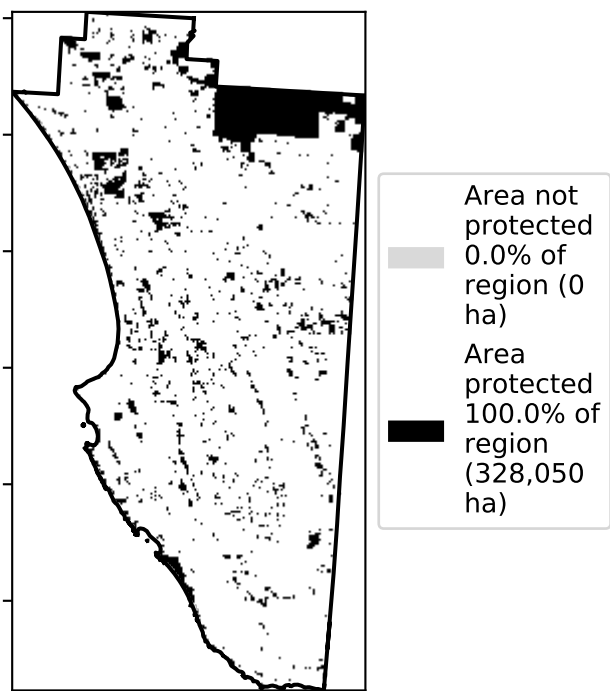 Area not
protected
0.0% of
region (0
ha)
Area
protected
100.0% of
region
(328,050
ha)